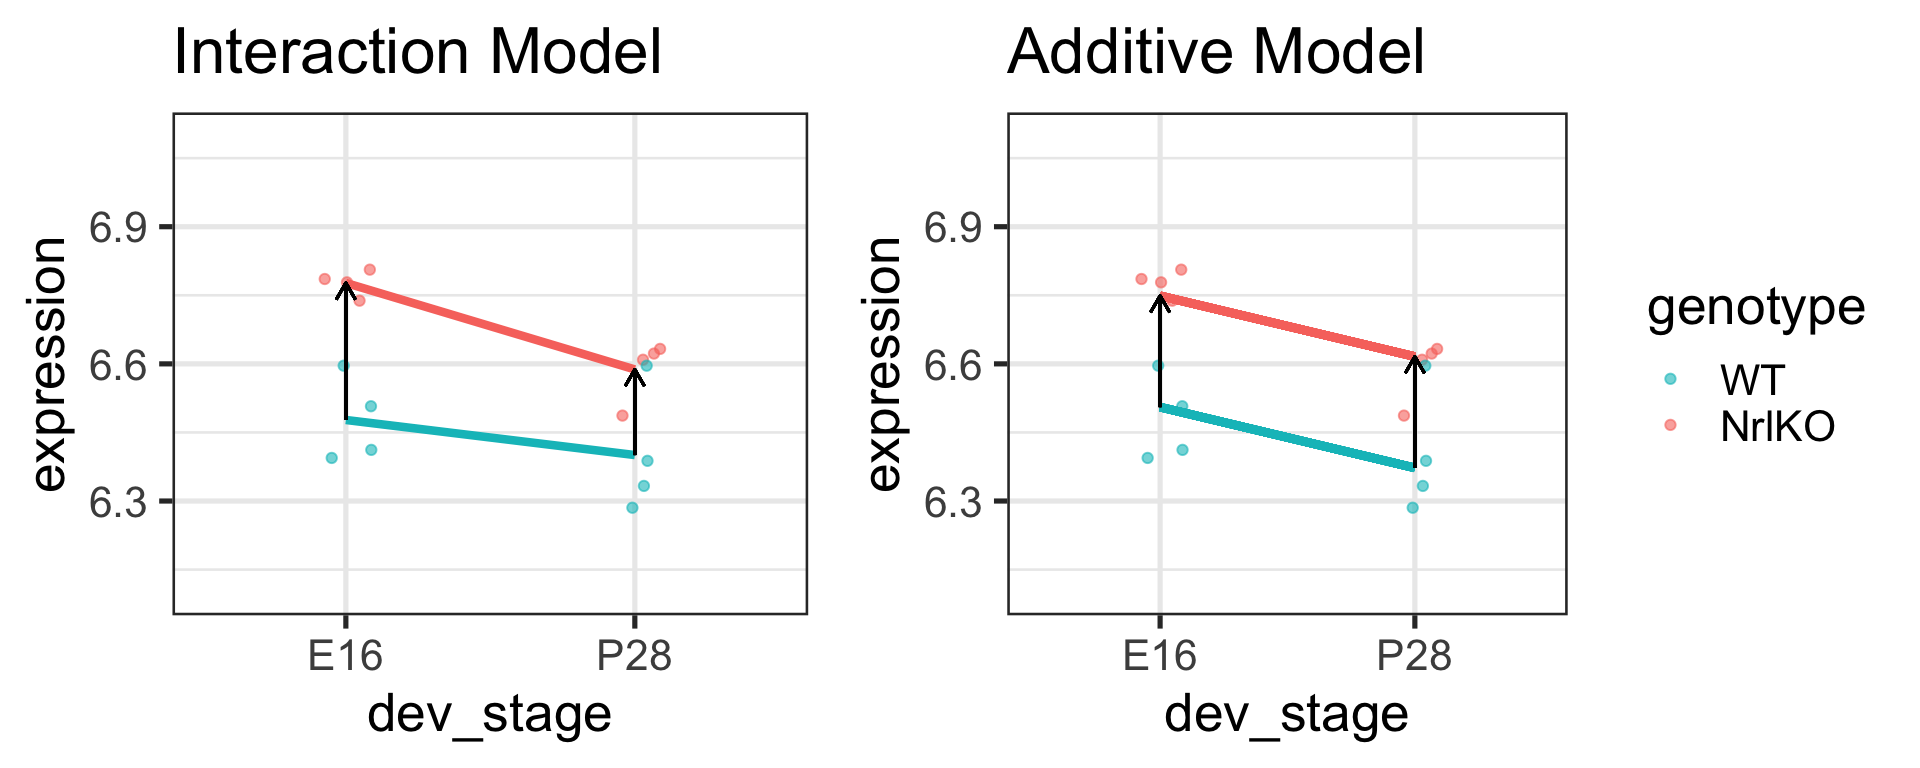 Interaction Model
expression
6.9
6.6
6.3
E16 P28
dev_stage
Additive Model
expression
6.9
6.6
6.3
E16 P28
dev_stage
genotype
WT
NrlKO